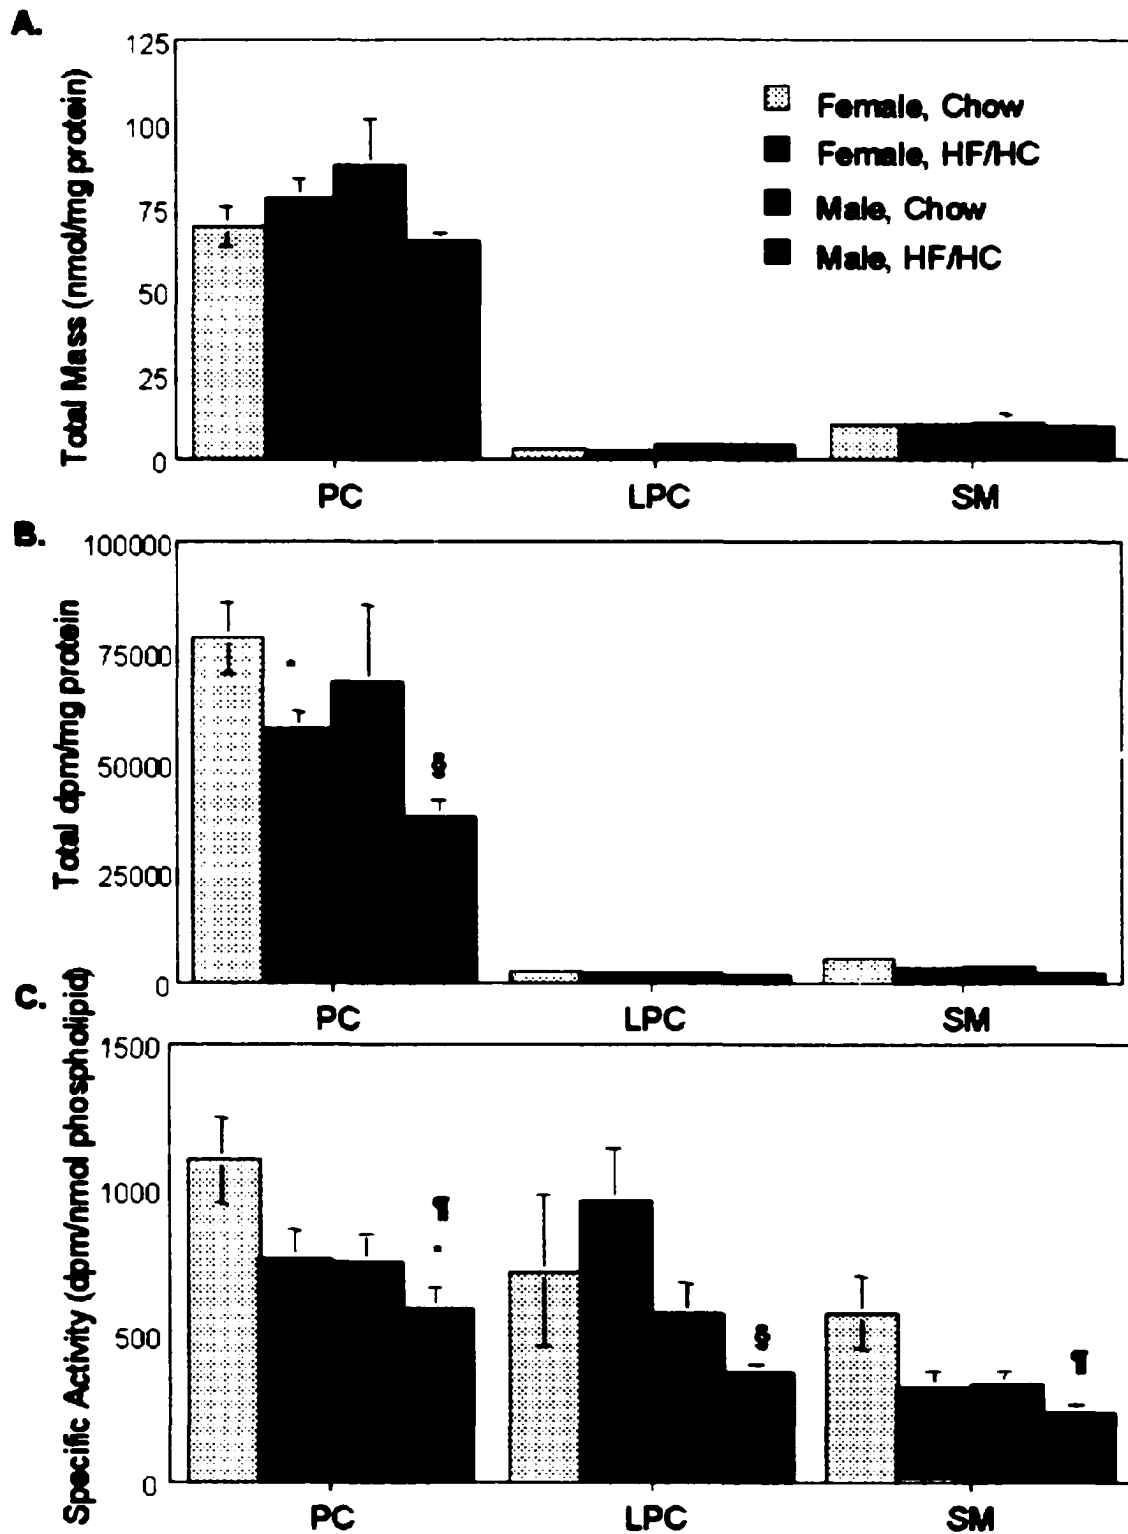 A.
Total Mass (nmol/mg protein)
125
100
75
50
25
0
Female, Chow
Female, HF/HC
Male, Chow
Male, HF/HC
PC LPC SM
B.
Total dpm/mg protein
100000
75000
50000
25000
0
§
PC LPC SM
C.
Specific Activity (dpm/nmol phospholipid)
1500
1000
500
0
¶
§
¶
PC LPC SM